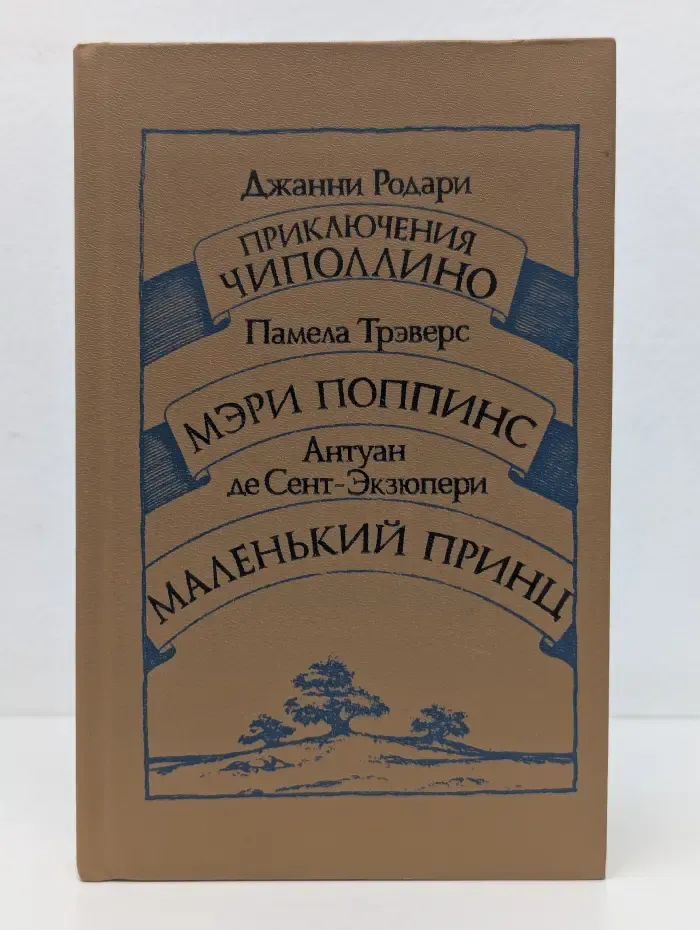 Джанни Родари
ПРИКЛЮЧЕНИЯ
ЧИПОЛЛИНО
Памела Трэверс
МЭРИ ПОППИНС
Антуан
де Сент-Экзюпери
МАЛЕНЬКИЙ ПРИНЦ